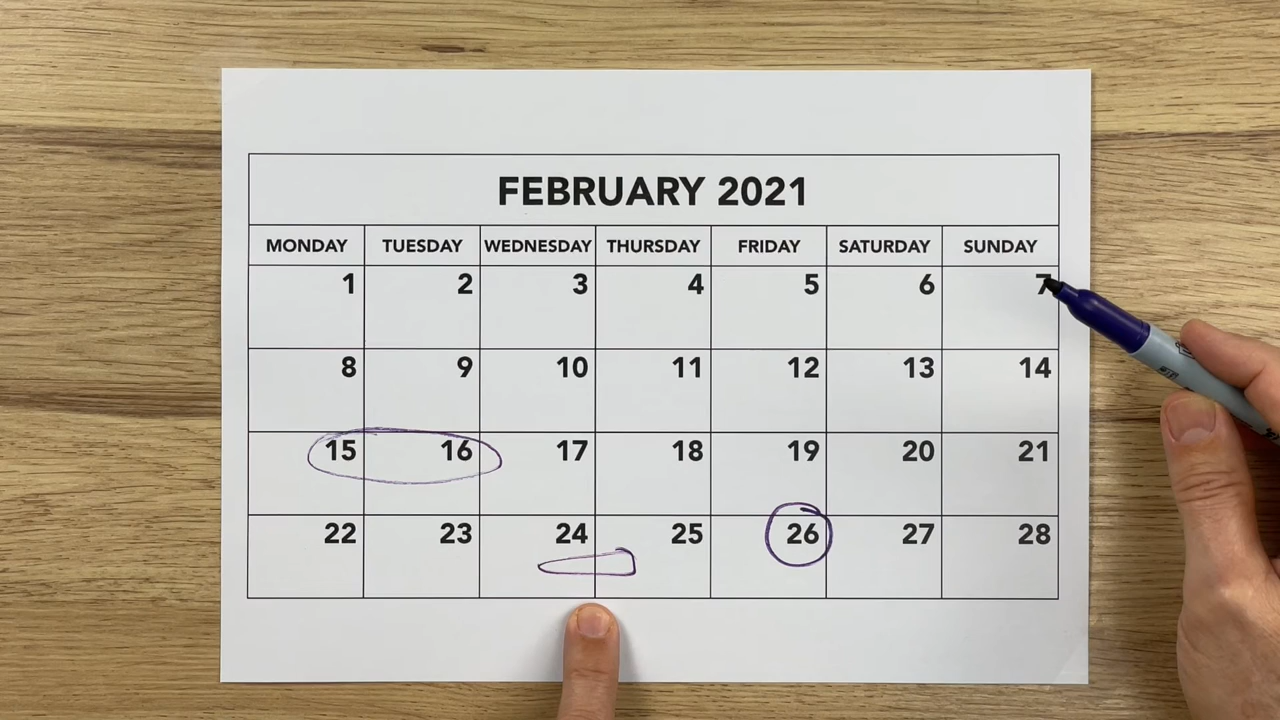 FEBRUARY 2021
MONDAY TUESDAY WEDNESDAY THURSDAY FRIDAY SATURDAY SUNDAY
1 2 3 4 5 6 7
8 9 10 11 12 13 14
15 16 17 18 19 20 21
22 23 24 25 26 27 28